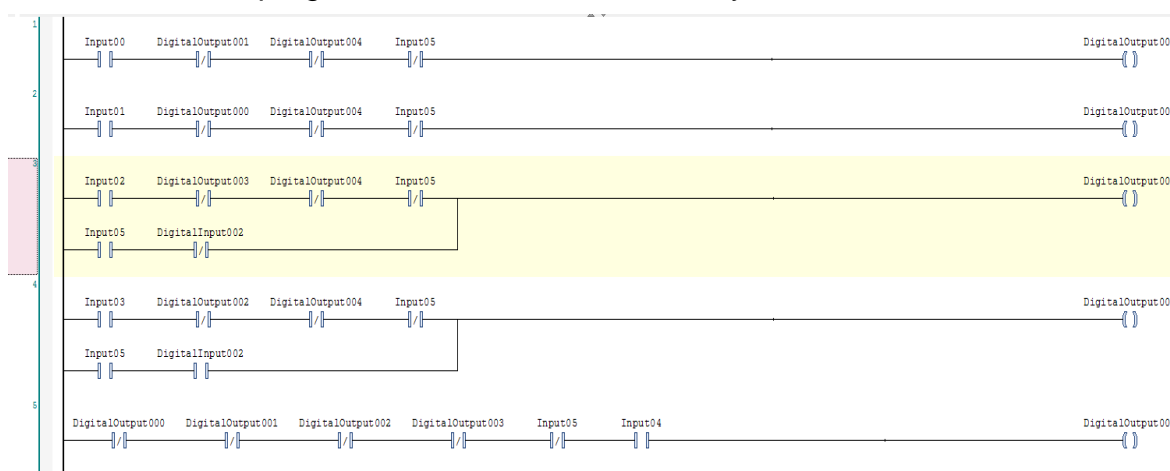 1
Input00 DigitalOutput001 DigitalOutput004 Input05 DigitalOutput00
2
Input01 DigitalOutput000 DigitalOutput004 Input05 DigitalOutput00
3
Input02 DigitalOutput003 DigitalOutput004 Input05 DigitalOutput00
Input05 DigitalInput002
4
Input03 DigitalOutput002 DigitalOutput004 Input05 DigitalOutput00
Input05 DigitalInput002
5
DigitalOutput000 DigitalOutput001 DigitalOutput002 DigitalOutput003 Input05 Input04 DigitalOutput00